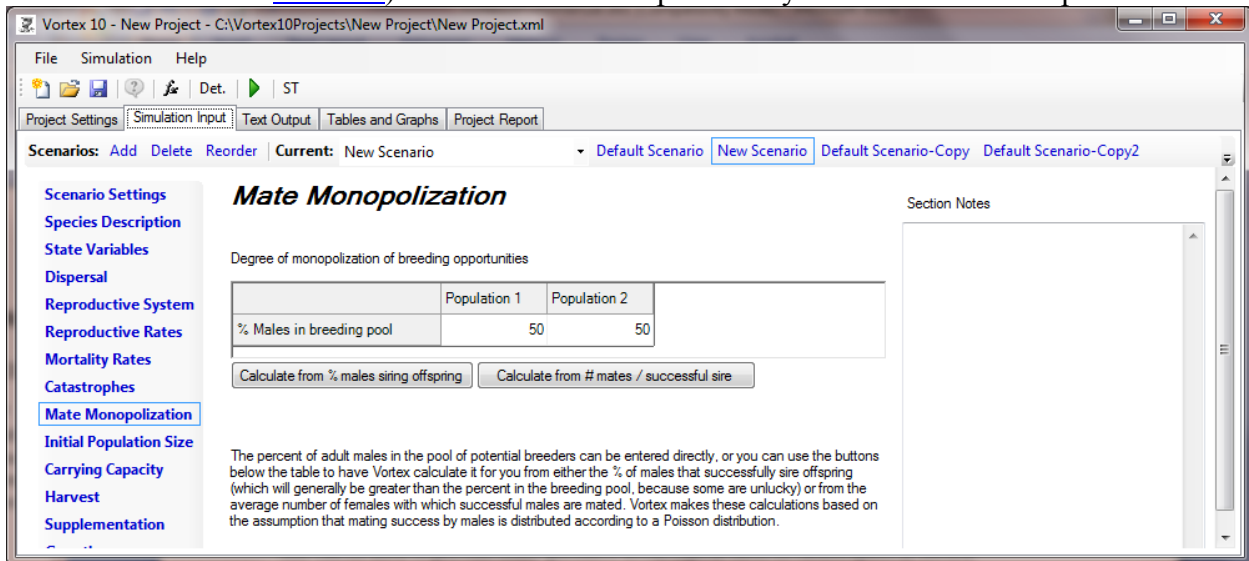 Vortex 10 - New Project - C:\Vortex10Projects\New Project\New Project.xml
File Simulation Help
Det. ST
Project Settings Simulation Input Text Output Tables and Graphs Project Report
Scenarios: Add Delete Reorder Current: New Scenario Default Scenario New Scenario Default Scenario-Copy Default Scenario-Copy2
Scenario Settings
Species Description
State Variables
Dispersal
Reproductive System
Reproductive Rates
Mortality Rates
Catastrophes
Mate Monopolization
Initial Population Size
Carrying Capacity
Harvest
Supplementation
Mate Monopolization
Degree of monopolization of breeding opportunities
Population 1 Population 2
% Males in breeding pool 50 50
Calculate from % males siring offspring Calculate from # mates / successful sire
The percent of adult males in the pool of potential breeders can be entered directly, or you can use the buttons
below the table to have Vortex calculate it for you from either the % of males that successfully sire offspring
(which will generally be greater than the percent in the breeding pool, because some are unlucky) or from the
average number of females with which successful males are mated. Vortex makes these calculations based on
the assumption that mating success by males is distributed according to a Poisson distribution.
Section Notes